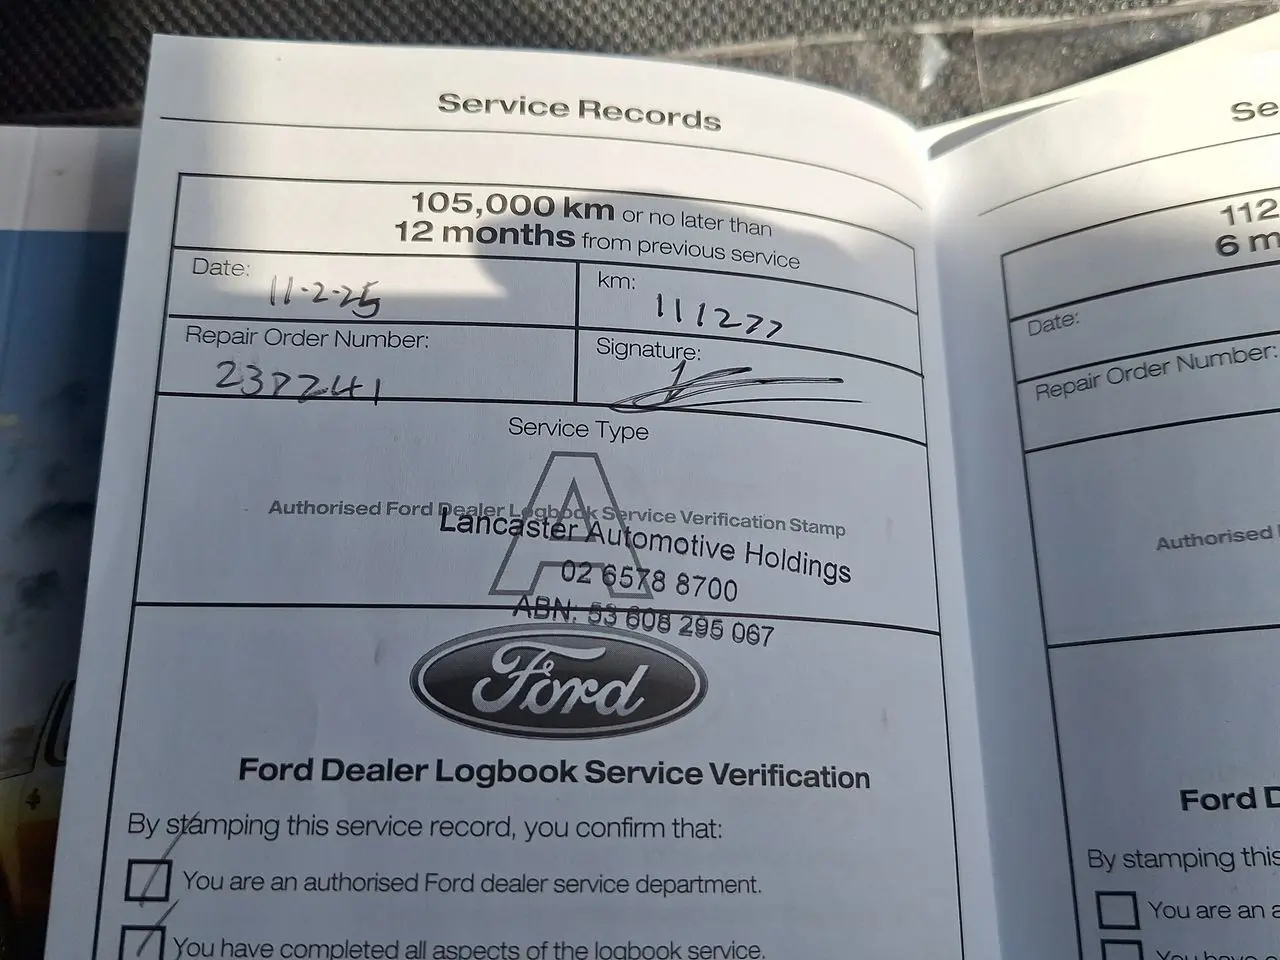 Service Records
105,000 km or no later than
12 months from previous service
Date:
11-2-25
km:
111277
Repair Order Number:
237241
Signature:
Service Type
A
Authorised Ford Dealer Logbook Service Verification Stamp
Lancaster Automotive Holdings
02 6578 8700
ABN: 53 608 295 067
Ford
Ford Dealer Logbook Service Verification
By stamping this service record, you confirm that:
You are an authorised Ford dealer service department.
You have completed all aspects of the logbook service.
Se
112
6 m
Date:
Repair Order Number:
Authorised
Ford D
By stamping this
You are an a